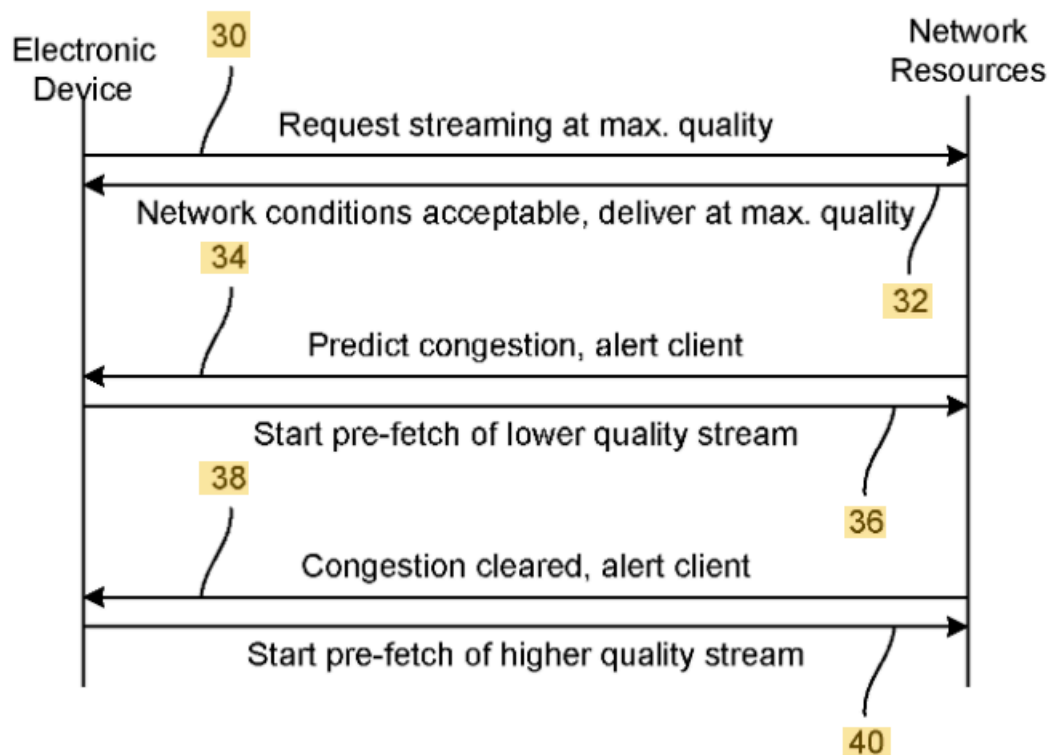 30
Electronic
Device
Network
Resources
Request streaming at max. quality
Network conditions acceptable, deliver at max. quality
34
32
Predict congestion, alert client
Start pre-fetch of lower quality stream
38
36
Congestion cleared, alert client
Start pre-fetch of higher quality stream
40